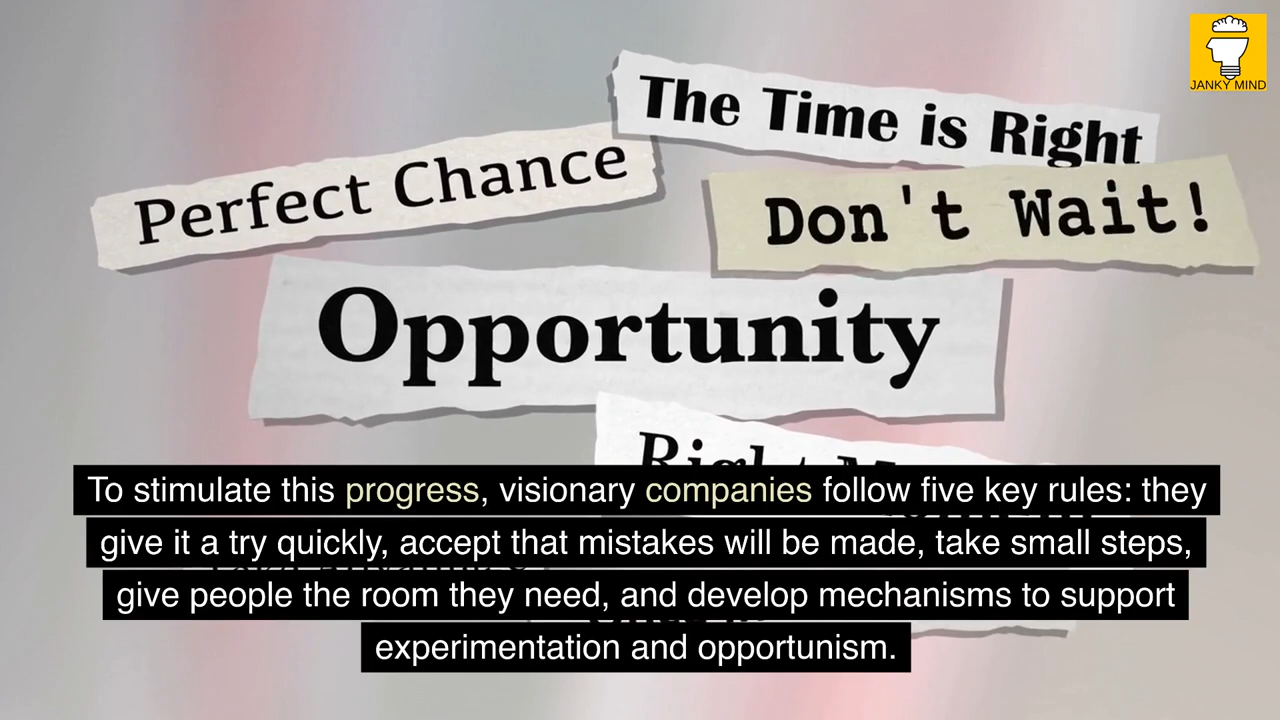 JANKY MIND
The Time is Right
Perfect Chance
Don't Wait!
Opportunity
Right
To stimulate this progress, visionary companies follow five key rules: they
give it a try quickly, accept that mistakes will be made, take small steps,
give people the room they need, and develop mechanisms to support
experimentation and opportunism.